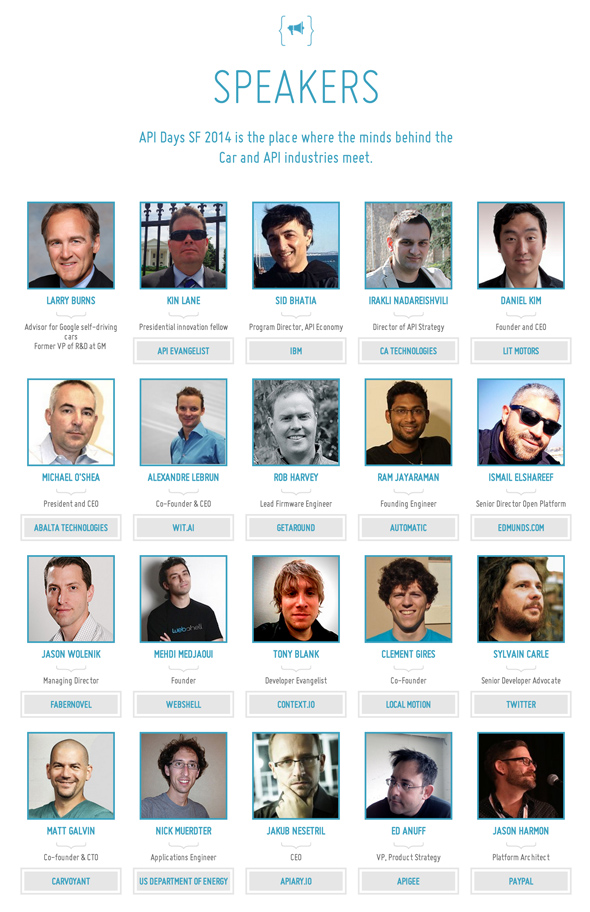 SPEAKERS
API Days SF 2014 is the place where the minds behind the
Car and API industries meet.
LARRY BURNS
Advisor for Google self-driving
cars
Former VP of R&D at GM
KIN LANE
Presidential innovation fellow
API EVANGELIST
SID BHATIA
Program Director, API Economy
IBM
IRAKLI NADAREISHVILI
Director of API Strategy
CA TECHNOLOGIES
DANIEL KIM
Founder and CEO
LIT MOTORS
MICHAEL O'SHEA
President and CEO
ABALTA TECHNOLOGIES
ALEXANDRE LEBRUN
Co-Founder & CEO
WIT.AI
ROB HARVEY
Lead Firmware Engineer
GETAROUND
RAM JAYARAMAN
Founding Engineer
AUTOMATIC
ISMAIL ELSHAREEF
Senior Director Open Platform
EDMUNDS.COM
JASON WOLENIK
Managing Director
FABERNOVEL
webshell
MEHDI MEDJAOUI
Founder
WEBSHELL
TONY BLANK
Developer Evangelist
CONTEXT.IO
CLEMENT GIRES
Co-Founder
LOCAL MOTION
SYLVAIN CARLE
Senior Developer Advocate
TWITTER
MATT GALVIN
Co-founder & CTO
CARVOYANT
NICK MUERDTER
Applications Engineer
US DEPARTMENT OF ENERGY
JAKUB NESETRIL
CEO
APIARY.IO
ED ANUFF
VP, Product Strategy
APIGEE
JASON HARMON
Platform Architect
PAYPAL